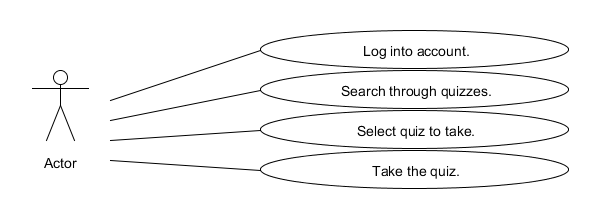 Log into account.
Search through quizzes.
Select quiz to take.
Actor
Take the quiz.